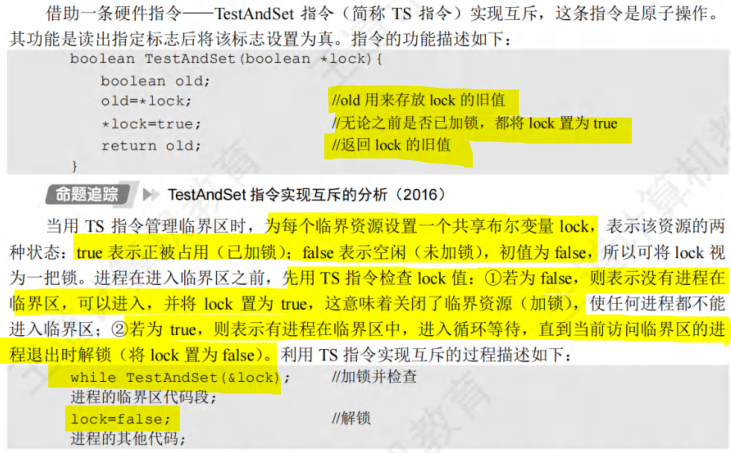 借助一条硬件指令——TestAndSet 指令（简称 TS 指令）实现互斥，这条指令是原子操作。
其功能是读出指定标志后将该标志设置为真。指令的功能描述如下：
boolean TestAndSet(boolean *lock){
boolean old;
old=*lock; //old 用来存放 lock 的旧值
*lock=true; //无论之前是否已加锁，都将 lock 置为 true
return old; //返回 lock 的旧值
}
命题追踪 TestAndSet 指令实现互斥的分析（2016）
当用 TS 指令管理临界区时，为每个临界资源设置一个共享布尔变量 lock，表示该资源的两
种状态：true 表示正被占用（已加锁）；false 表示空闲（未加锁），初值为 false，所以可将 lock 视
为一把锁。进程在进入临界区之前，先用 TS 指令检查 lock 值：①若为 false，则表示没有进程在
临界区，可以进入，并将 lock 置为 true，这意味着关闭了临界资源（加锁），使任何进程都不能
进入临界区；②若为 true，则表示有进程在临界区中，进入循环等待，直到当前访问临界区的进
程退出时解锁（将 lock 置为 false）。利用 TS 指令实现互斥的过程描述如下：
while TestAndSet(&lock); //加锁并检查
进程的临界区代码段;
lock=false; //解锁
进程的其他代码;